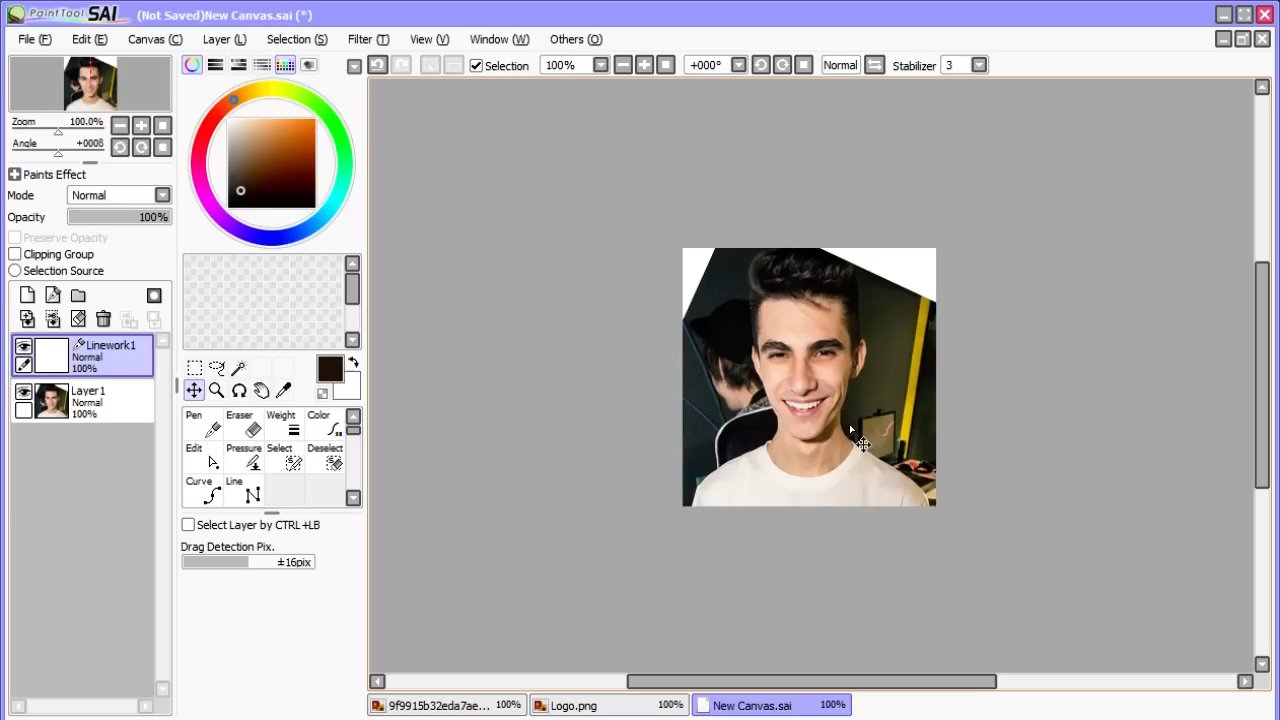 PaintTool SAI (Not Saved)New Canvas.sai (*)
File (F) Edit (E) Canvas (C) Layer (L) Selection (S) Filter (T) View (V) Window (W) Others (O)
Selection 100% +000° Normal Stabilizer 3
Zoom 100.0%
Angle +000
Paints Effect
Mode Normal
Opacity 100%
Preserve Opacity
Clipping Group
Selection Source
Linework1
Normal
100%
Layer1
Normal
100%
Pen Eraser Weight Color
Edit Pressure Select Deselect
Curve Line
Select Layer by CTRL+LB
Drag Detection Pix.
±16pix
9f9915b32eda7ae... 100% Logo.png 100% New Canvas.sai 100%